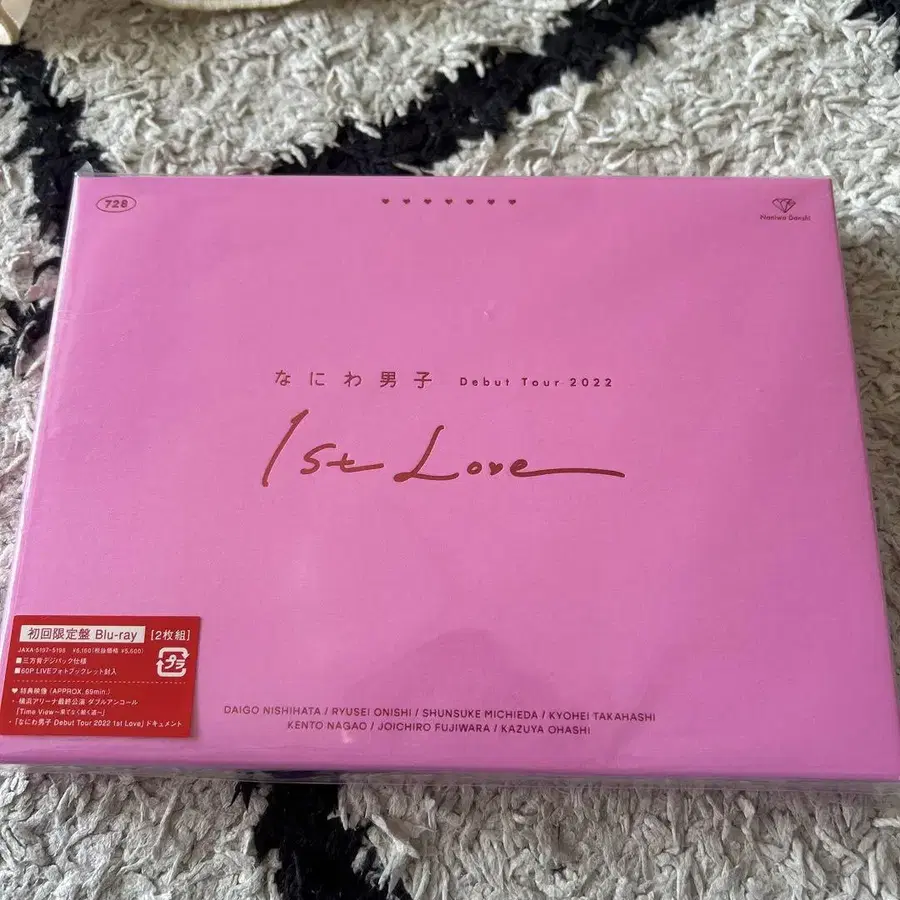 728
Naniwa Danshi
なにわ男子 Debut Tour 2022
1st Love
初回限定盤 Blu-ray [2枚組]
JAXA-5197-5198 ¥6,160(税抜価格 ¥5,600)
■三方背デジパック仕様
■60P LIVEフォトブックレット封入
プラ
♥特典映像(APPROX.69min.)
・横浜アリーナ最終公演 ダブルアンコール
「Time View〜果てなく続く道〜」
・「なにわ男子 Debut Tour 2022 1st Love」ドキュメント
DAIGO NISHIHATA / RYUSEI ONISHI / SHUNSUKE MICHIEDA / KYOHEI TAKAHASHI
KENTO NAGAO / JOICHIRO FUJIWARA / KAZUYA OHASHI